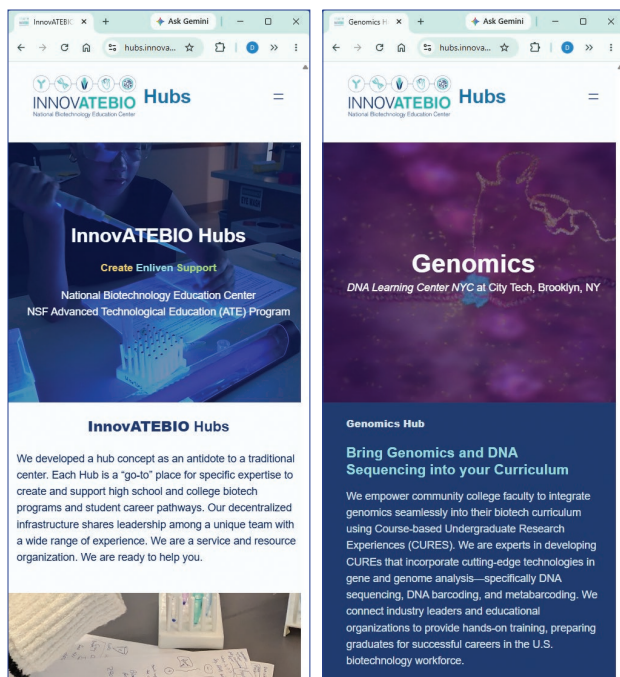 InnovATEBIO
Ask Gemini
hubs.innova...
D
INNOVATEBIO Hubs
National Biotechnology Education Center
InnovATEBIO Hubs
Create Enliven Support
National Biotechnology Education Center
NSF Advanced Technological Education (ATE) Program
InnovATEBIO Hubs
We developed a hub concept as an antidote to a traditional
center. Each Hub is a “go-to” place for specific expertise to
create and support high school and college biotech
programs and student career pathways. Our decentralized
infrastructure shares leadership among a unique team with
a wide range of experience. We are a service and resource
organization. We are ready to help you.
Genomics H
Ask Gemini
hubs.innova...
D
INNOVATEBIO Hubs
National Biotechnology Education Center
Genomics
DNA Learning Center NYC at City Tech, Brooklyn, NY
Genomics Hub
Bring Genomics and DNA
Sequencing into your Curriculum
We empower community college faculty to integrate
genomics seamlessly into their biotech curriculum
using Course-based Undergraduate Research
Experiences (CURES). We are experts in developing
CUREs that incorporate cutting-edge technologies in
gene and genome analysis—specifically DNA
sequencing, DNA barcoding, and metabarcoding. We
connect industry leaders and educational
organizations to provide hands-on training, preparing
graduates for successful careers in the U.S.
biotechnology workforce.